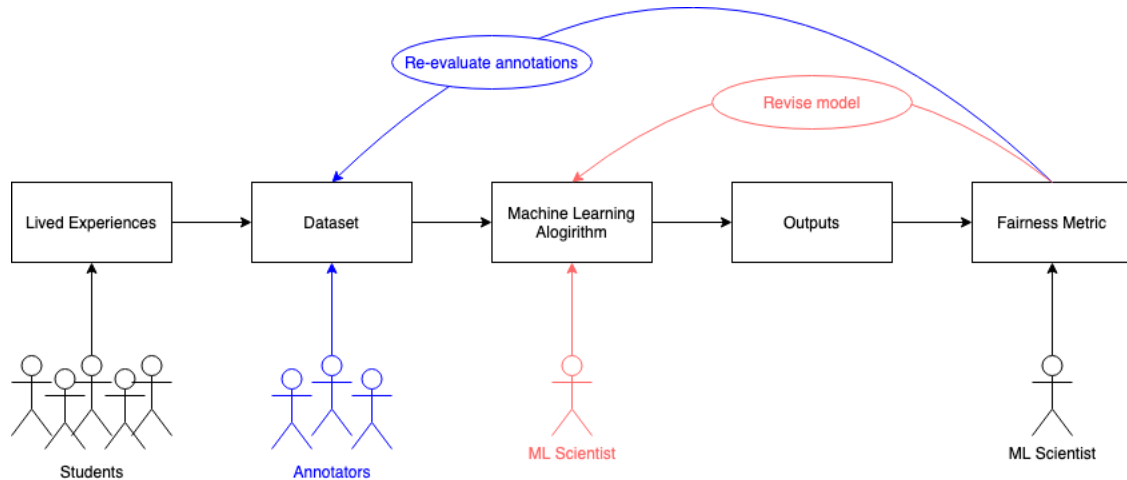 Re-evaluate annotations
Revise model
Lived Experiences
Dataset
Machine Learning
Alogirithm
Outputs
Fairness Metric
Students
Annotators
ML Scientist
ML Scientist